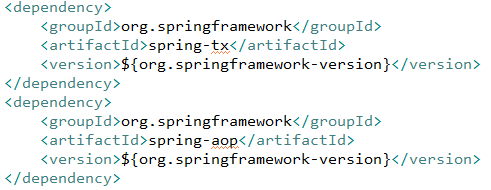 <dependency>
    <groupId>org.springframework</groupId>
    <artifactId>spring-tx</artifactId>
    <version>${org.springframework-version}</version>
</dependency>
<dependency>
    <groupId>org.springframework</groupId>
    <artifactId>spring-aop</artifactId>
    <version>${org.springframework-version}</version>
</dependency>